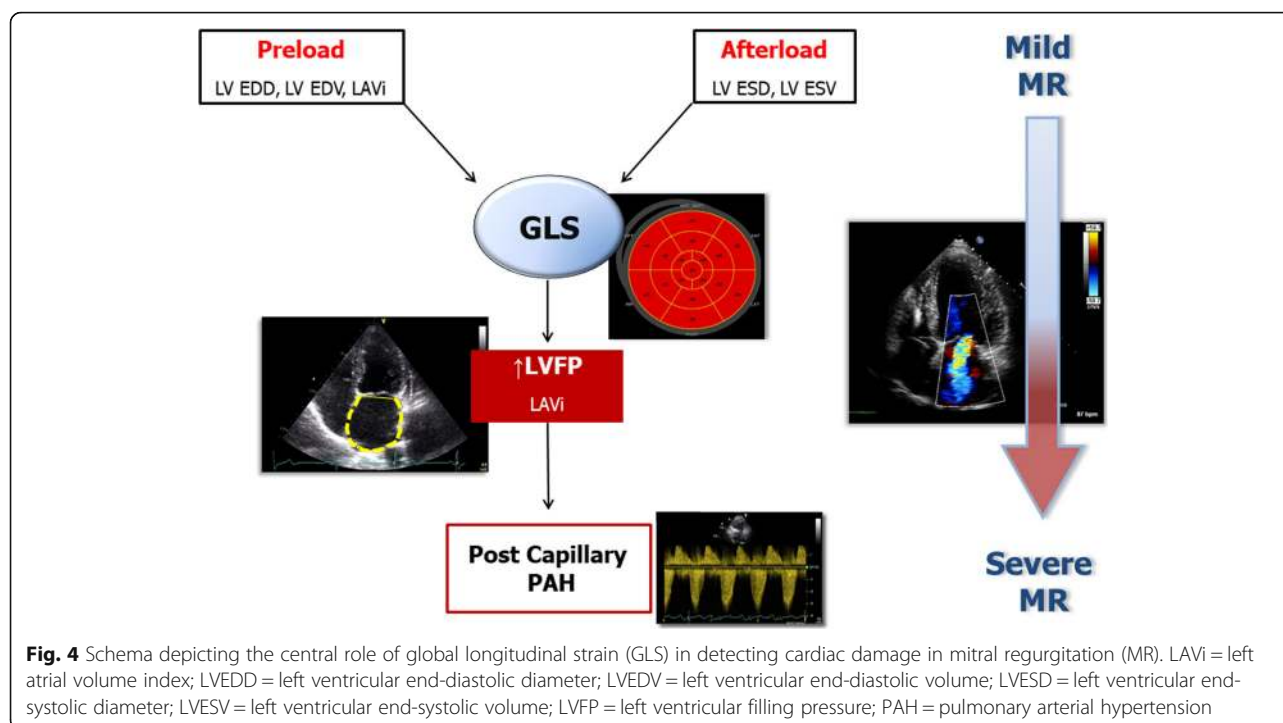 Preload
LV EDD, LV EDV, LAVi
Afterload
LV ESD, LV ESV
Mild
MR
GLS
↑LVFP
LAVi
87 bpm
Post Capillary
PAH
Severe
MR
Fig. 4 Schema depicting the central role of global longitudinal strain (GLS) in detecting cardiac damage in mitral regurgitation (MR). LAVi = left
atrial volume index; LVEDD = left ventricular end-diastolic diameter; LVEDV = left ventricular end-diastolic volume; LVESD = left ventricular end-
systolic diameter; LVESV = left ventricular end-systolic volume; LVFP = left ventricular filling pressure; PAH = pulmonary arterial hypertension